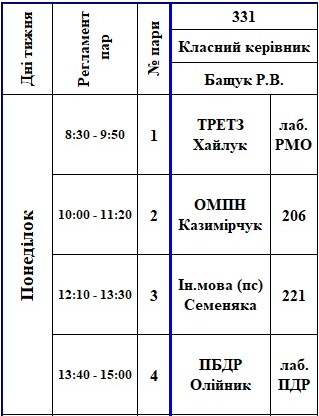 Дні тижня
Регламент
пар
№ пари
331
Класний керівник
Бащук Р.В.
Понеділок
8:30 - 9:50
1
ТРЕТЗ
Хайлук
лаб.
РМО
10:00 - 11:20
2
ОМПН
Казимірчук
206
12:10 - 13:30
3
Ін.мова (пс)
Семеняка
221
13:40 - 15:00
4
ПБДР
Олійник
лаб.
ПДР